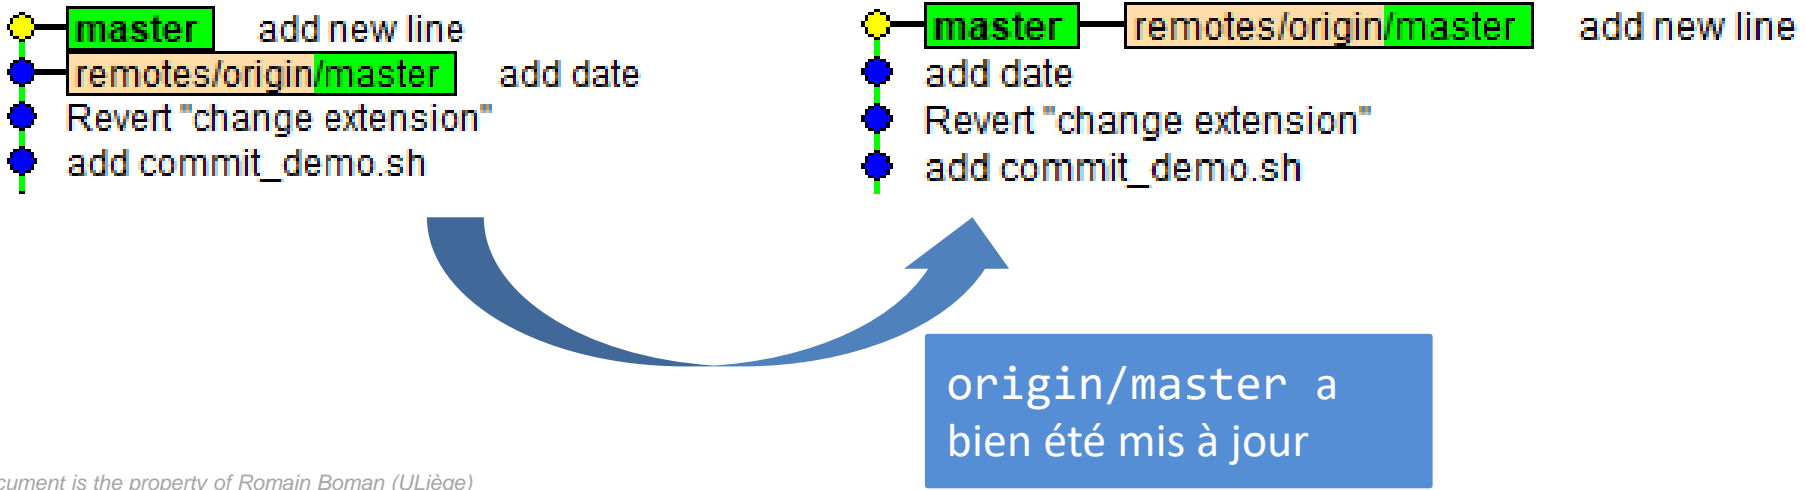 master add new line
remotes/origin/master add date
Revert "change extension"
add commit_demo.sh
master remotes/origin/master add new line
add date
Revert "change extension"
add commit_demo.sh
origin/master a
bien été mis à jour
is the property of Romain Boman (ULiège)